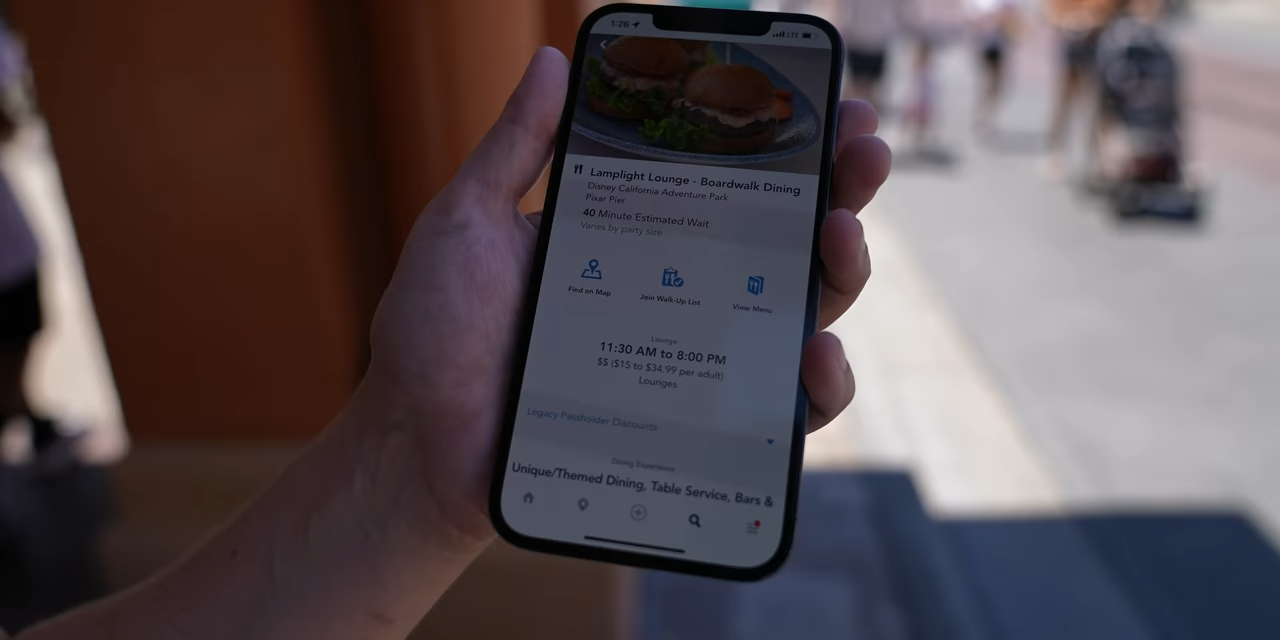 1:26
LTE
Lamplight Lounge - Boardwalk Dining
Disney California Adventure Park
Pixar Pier
40 Minute Estimated Wait
Varies by party size
Find on Map
Join Walk-Up List
View Menu
Lounge
11:30 AM to 8:00 PM
$$ ($15 to $34.99 per adult)
Lounges
Legacy Passholder Discounts
Dining Experience
Unique/Themed Dining, Table Service, Bars &